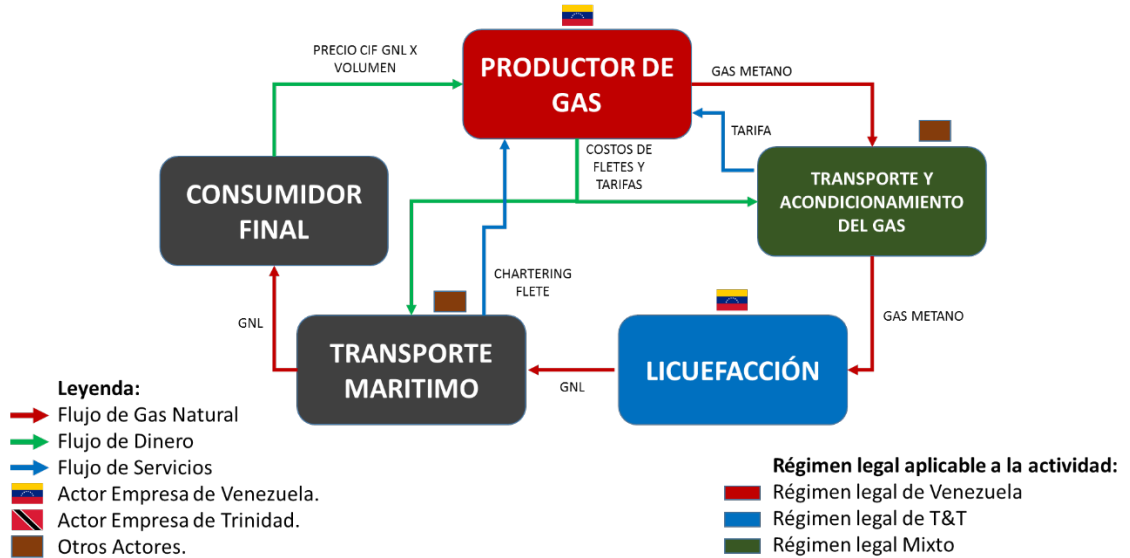 PRECIO CIF GNL X
VOLUMEN
PRODUCTOR DE
GAS
GAS METANO
TARIFA
COSTOS DE
FLETES Y
TARIFAS
CONSUMIDOR
FINAL
TRANSPORTE Y
ACONDICIONAMIENTO
DEL GAS
CHARTERING
FLETE
GNL
GAS METANO
TRANSPORTE
MARITIMO
GNL
LICUEFACCIÓN
Leyenda:
Flujo de Gas Natural
Flujo de Dinero
Flujo de Servicios
Actor Empresa de Venezuela.
Actor Empresa de Trinidad.
Otros Actores.
Régimen legal aplicable a la actividad:
Régimen legal de Venezuela
Régimen legal de T&T
Régimen legal Mixto